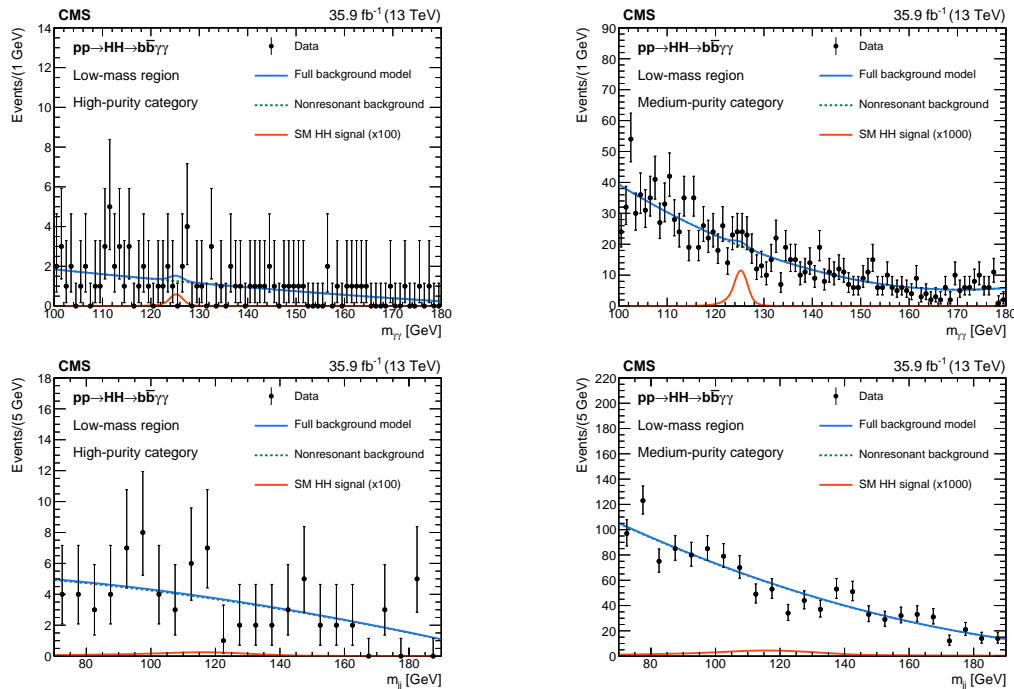 CMS 35.9 fb⁻¹ (13 TeV)
Events/(1 GeV)
14
12
10
8
6
4
2
0
pp→HH→bb̅γγ
Low-mass region
High-purity category
Data
Full background model
Nonresonant background
SM HH signal (x100)
100 110 120 130 140 150 160 170 180
m_γγ [GeV]
CMS 35.9 fb⁻¹ (13 TeV)
Events/(1 GeV)
90
80
70
60
50
40
30
20
10
0
pp→HH→bb̅γγ
Low-mass region
Medium-purity category
Data
Full background model
Nonresonant background
SM HH signal (x1000)
100 110 120 130 140 150 160 170 180
m_γγ [GeV]
CMS 35.9 fb⁻¹ (13 TeV)
Events/(5 GeV)
18
16
14
12
10
8
6
4
2
0
pp→HH→bb̅γγ
Low-mass region
High-purity category
Data
Full background model
Nonresonant background
SM HH signal (x100)
80 100 120 140 160 180
m_jj [GeV]
CMS 35.9 fb⁻¹ (13 TeV)
Events/(5 GeV)
220
200
180
160
140
120
100
80
60
40
20
0
pp→HH→bb̅γγ
Low-mass region
Medium-purity category
Data
Full background model
Nonresonant background
SM HH signal (x1000)
80 100 120 140 160 180
m_jj [GeV]